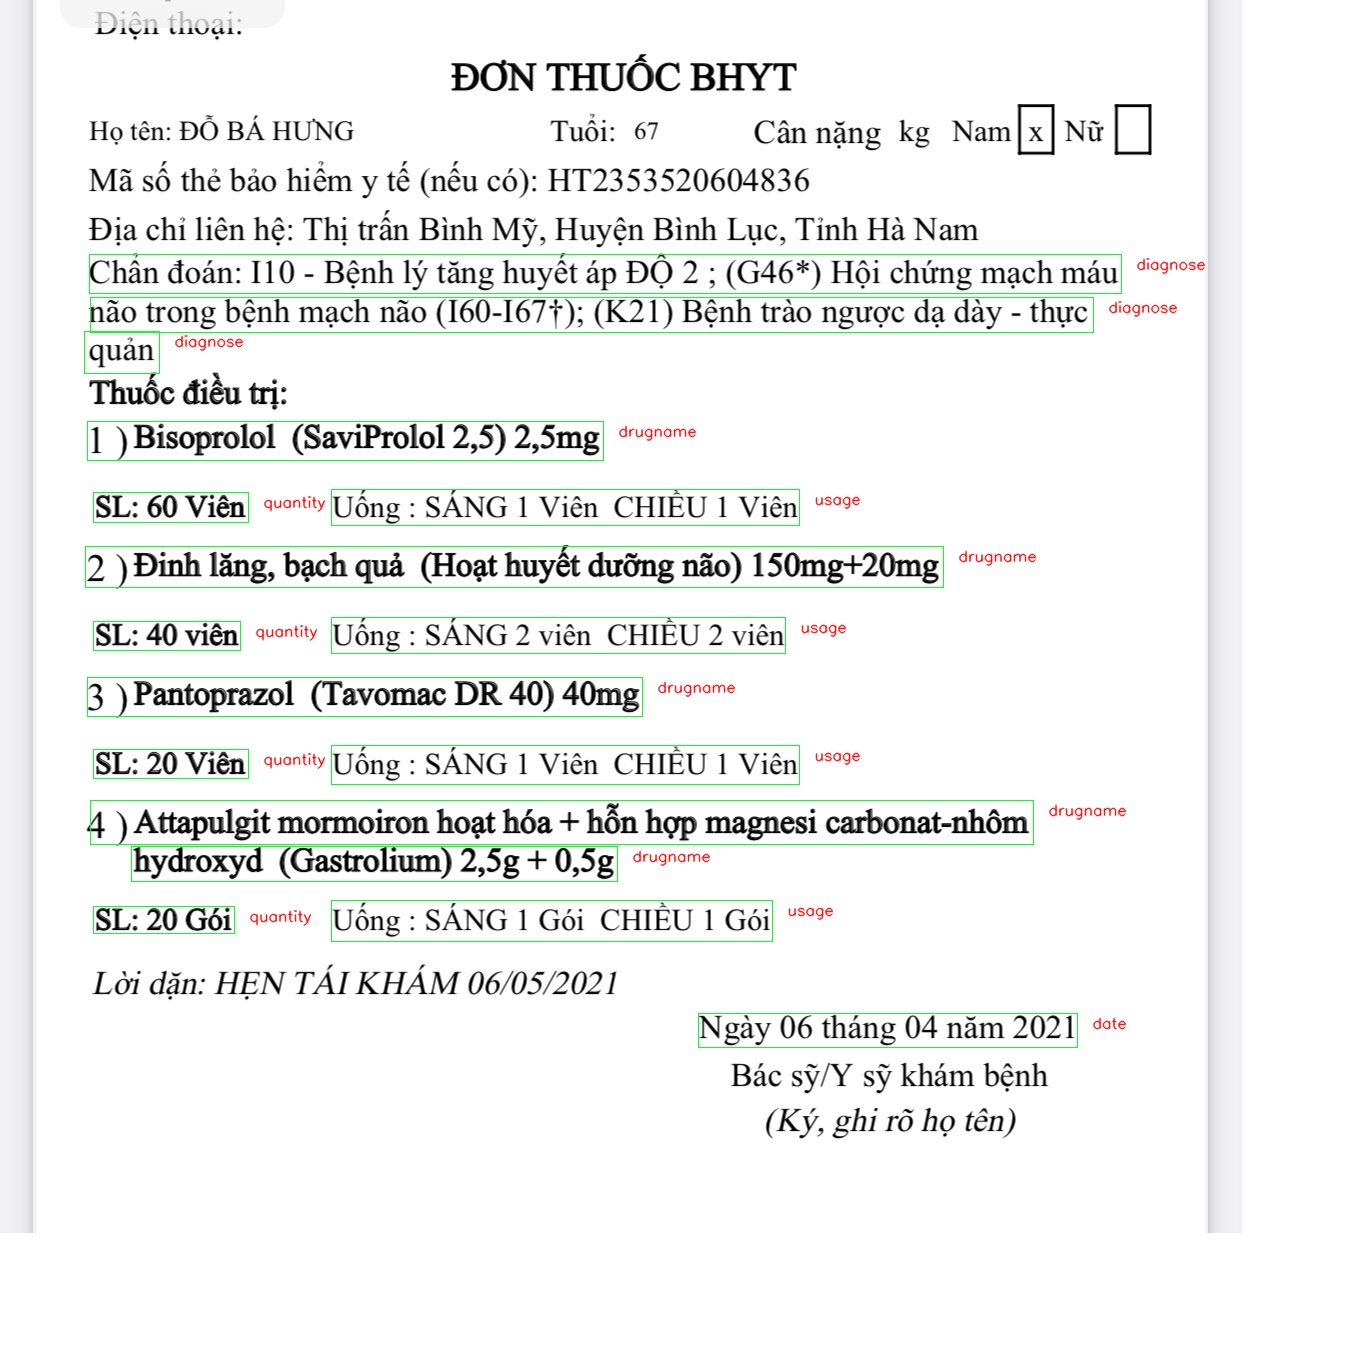 Điện thoại:
ĐƠN THUỐC BHYT
Họ tên: ĐỖ BÁ HƯNG Tuổi: 67 Cân nặng kg Nam x Nữ
Mã số thẻ bảo hiểm y tế (nếu có): HT2353520604836
Địa chỉ liên hệ: Thị trấn Bình Mỹ, Huyện Bình Lục, Tỉnh Hà Nam
Chẩn đoán: I10 - Bệnh lý tăng huyết áp ĐỘ 2 ; (G46*) Hội chứng mạch máu diagnose
não trong bệnh mạch não (I60-I67†); (K21) Bệnh trào ngược dạ dày - thực diagnose
quản diagnose
Thuốc điều trị:
1 ) Bisoprolol (SaviProlol 2,5) 2,5mg drugname
SL: 60 Viên quantity Uống : SÁNG 1 Viên CHIỀU 1 Viên usage
2 ) Đinh lăng, bạch quả (Hoạt huyết dưỡng não) 150mg+20mg drugname
SL: 40 viên quantity Uống : SÁNG 2 viên CHIỀU 2 viên usage
3 ) Pantoprazol (Tavomac DR 40) 40mg drugname
SL: 20 Viên quantity Uống : SÁNG 1 Viên CHIỀU 1 Viên usage
4 ) Attapulgit mormoiron hoạt hóa + hỗn hợp magnesi carbonat-nhôm drugname
hydroxyd (Gastrolium) 2,5g + 0,5g drugname
SL: 20 Gói quantity Uống : SÁNG 1 Gói CHIỀU 1 Gói usage
Lời dặn: HẸN TÁI KHÁM 06/05/2021
Ngày 06 tháng 04 năm 2021 date
Bác sỹ/Y sỹ khám bệnh
(Ký, ghi rõ họ tên)